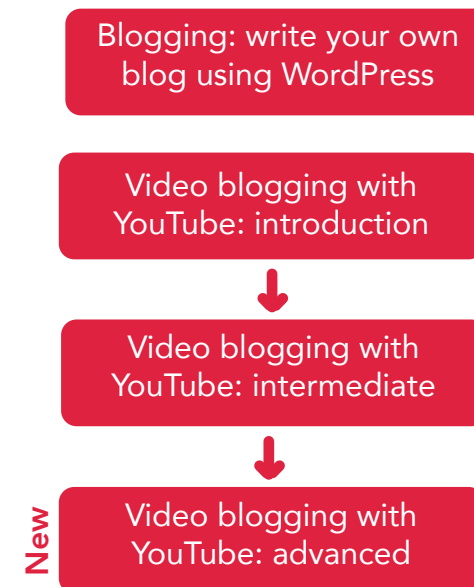 Blogging: write your own
blog using WordPress
Video blogging with
YouTube: introduction
Video blogging with
YouTube: intermediate
New
Video blogging with
YouTube: advanced